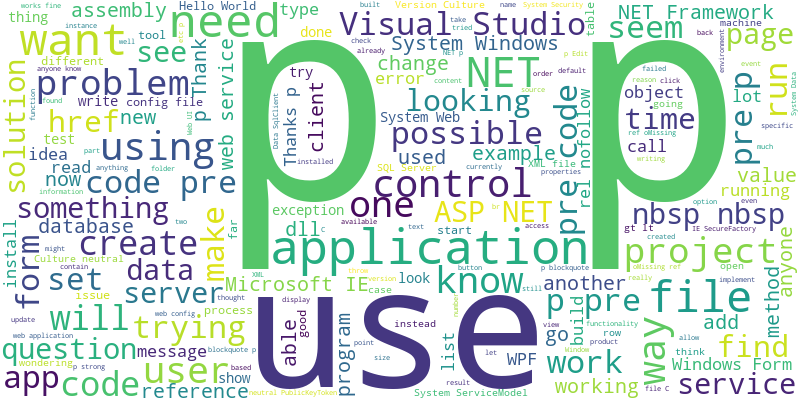 works fine
Hello World
built
Version Culture
name
System Security
thing
assembly
need
type
Visual Studio
take
tried
table
NET Framework
machine
instance
tool
done
check
already
seem
page
want
see
p p
System Windows
change
error
NET
back
failed
environment
event
different
anyone know
problem
p Thank
try
client
looking
order
default
reason
click
object
going
lot
run
solution
write
config file
web service
Thanks p
Data SqlClient
System Web
content
source
pre code
rel nofollow
time
call
pre p
System Data
function
href
new
test
part
using
Web UI
possible
used
example
XML file
ref oMissing
writing
specific
much
idea
read
anything
now
code pre
folder
installed
SQL Server
currently
properties
value
running
information
something
two
database
far
exception
dll
c
control
one
available
ASP NET
br
text
start
access
option
even
nbsp nbsp
gt lt
IE SecureFactory
created
install
form
might
create
make
application
project
anyone
Culture neutral
contain
set
data
issue
XML
Microsoft IE
throw
version
case
look
know
button
still
p blockquote
another
oMissing ref
really
open
implement
method
server
thought
process
display
use
number
p pre
file
add
update
will
trying
web config
web application
able
good
program
instead
list
go
build
functionality
row
product
view
way
allow
find
question
message
user
blockquote p
based
point
size
let
WPF
work
Window
think
Windows Form
wondering
app
code
p strong
show
reference
neutral PublicKeyToken
result
System ServiceModel
working
file C
service